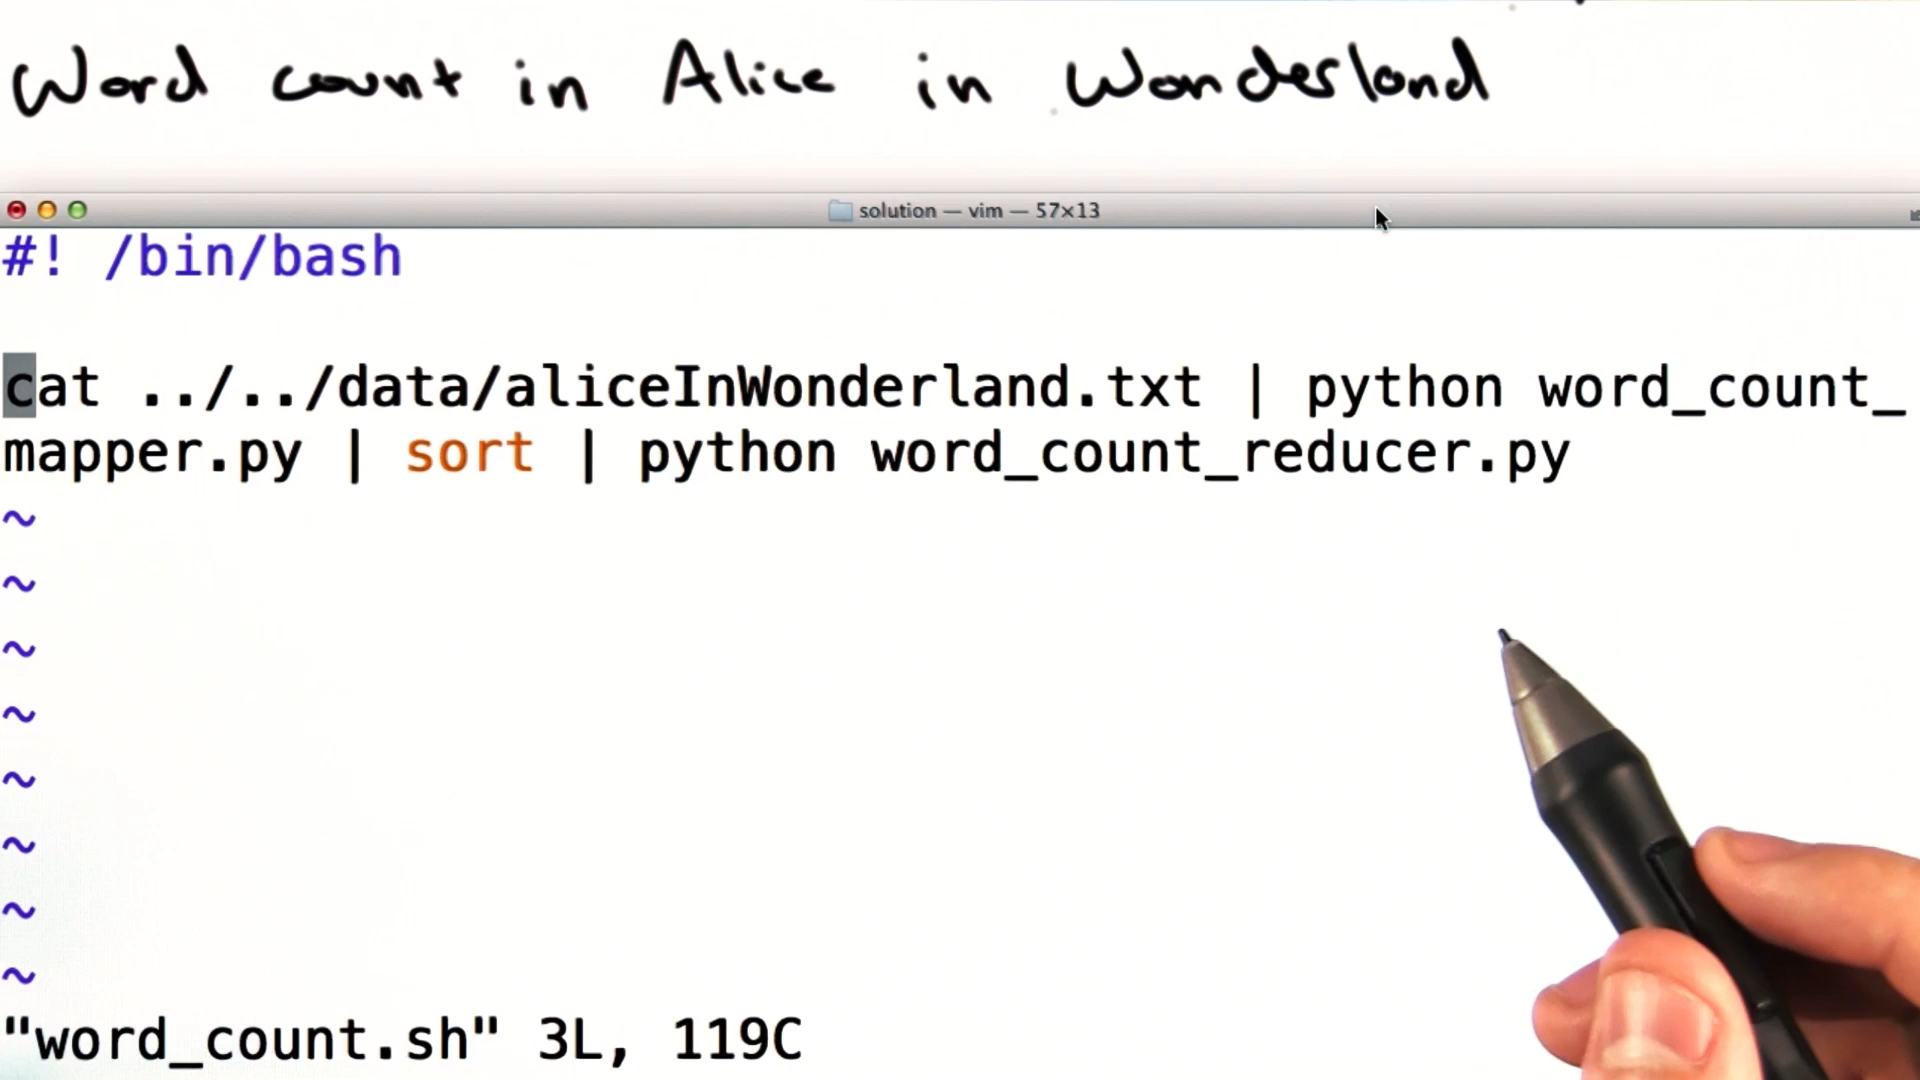 Word count in Alice in Wonderland
solution — vim — 57×13
#! /bin/bash
cat ../../data/aliceInWonderland.txt | python word_count_
mapper.py | sort | python word_count_reducer.py
~
~
~
~
~
~
~
~
"word_count.sh" 3L, 119C